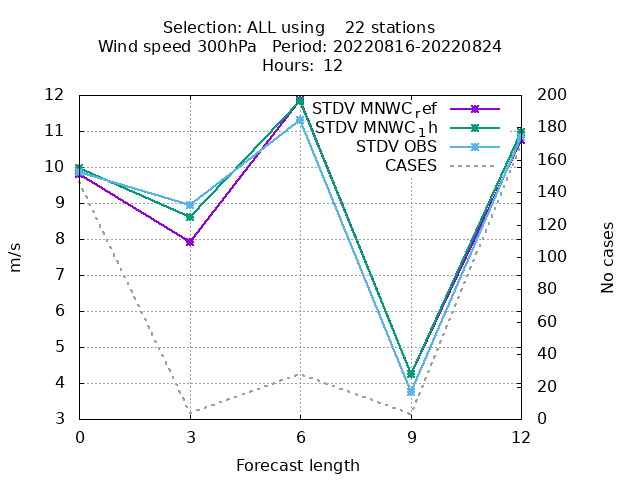 Selection: ALL using    22 stations
Wind speed 300hPa   Period: 20220816-20220824
Hours: 12
STDV MNWCref
STDV MNWC1h
STDV OBS
CASES
12
11
10
9
8
7
6
5
4
3
m/s
200
180
160
140
120
100
80
60
40
20
0
No cases
0 3 6 9 12
Forecast length